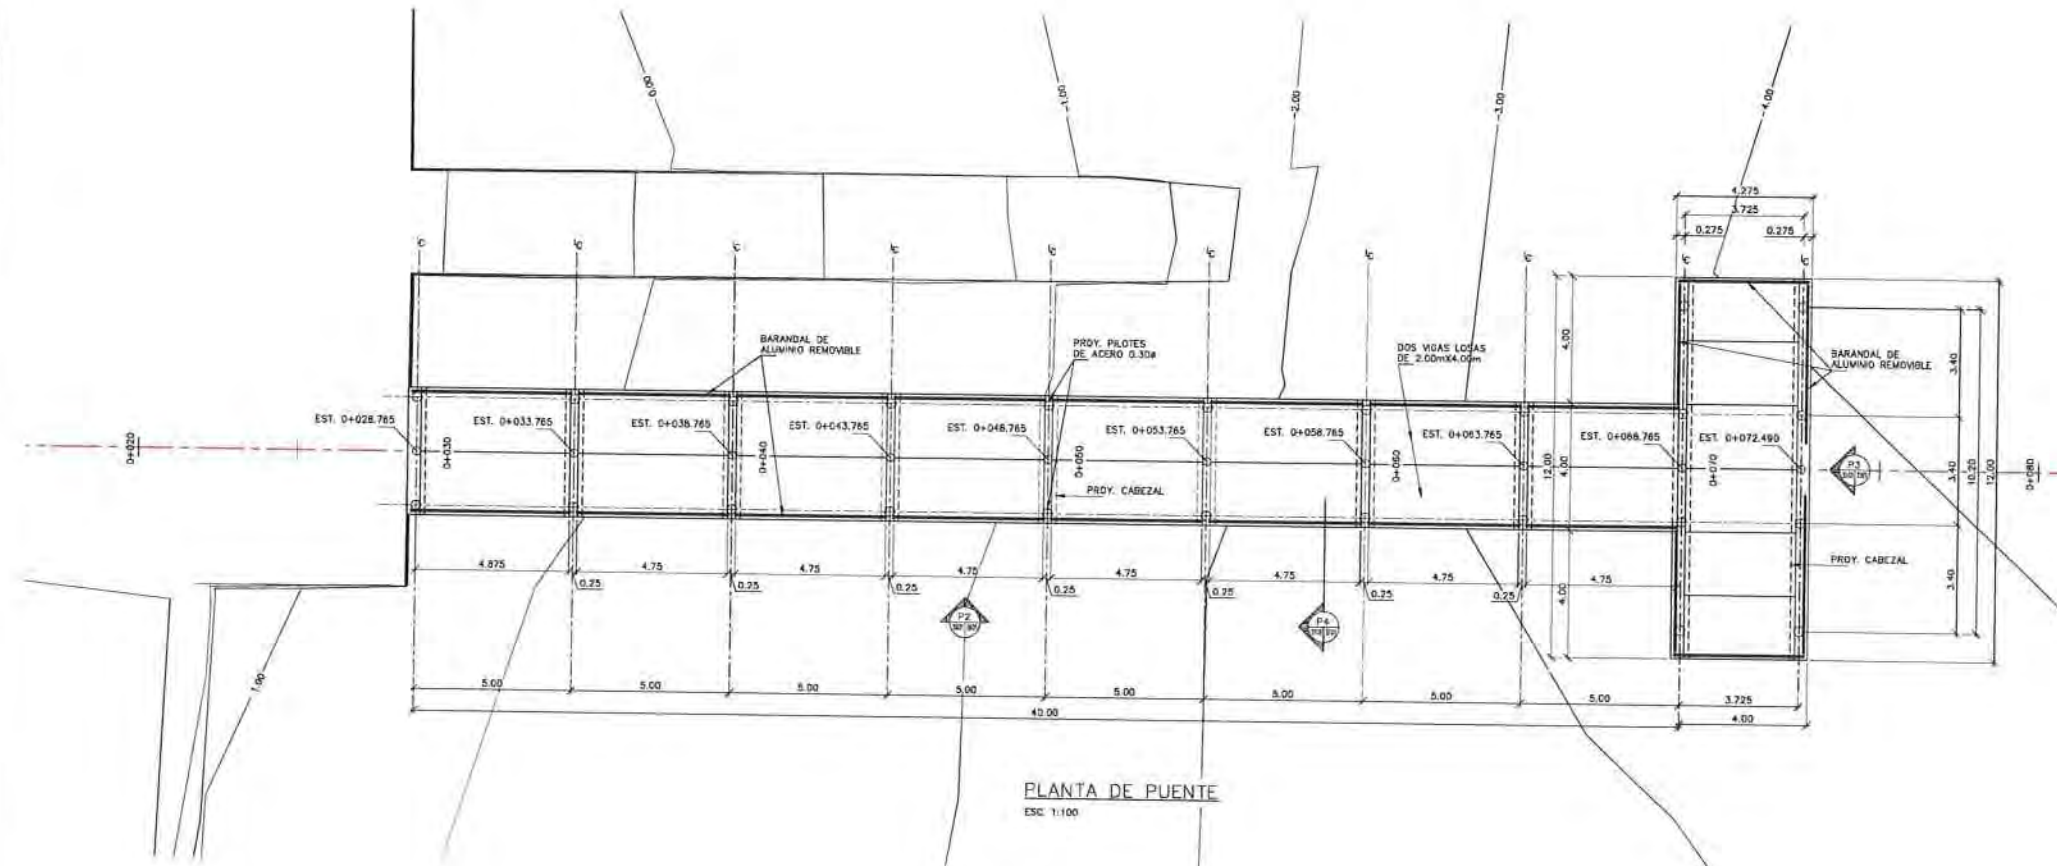 0.00
-1.00
-2.00
-3.00
-4.00
4.275
3.725
0.275
0.275
BARANDAL DE
ALUMINIO REMOVIBLE
PROY. PILOTES
DE ACERO 0.30ø
DOS VIGAS LOSAS
DE 2.00mX4.00m
BARANDAL DE
ALUMINIO REMOVIBLE
EST. 0+028.765
EST. 0+033.765
EST. 0+038.765
EST. 0+043.765
EST. 0+048.765
EST. 0+053.765
EST. 0+058.765
EST. 0+063.765
EST. 0+068.765
EST. 0+072.490
0+020
0+030
0+040
0+050
0+060
0+070
0+080
PROY. CABEZAL
PROY. CABEZAL
4.00
12.00
4.00
4.00
3.40
3.40
3.40
10.20
12.00
P3
4.875
4.75
4.75
4.75
4.75
4.75
4.75
4.75
0.25
0.25
0.25
0.25
0.25
0.25
0.25
P2
P4
1.00
5.00
5.00
5.00
5.00
5.00
5.00
5.00
5.00
3.725
40.00
4.00
PLANTA DE PUENTE
ESC. 1:100